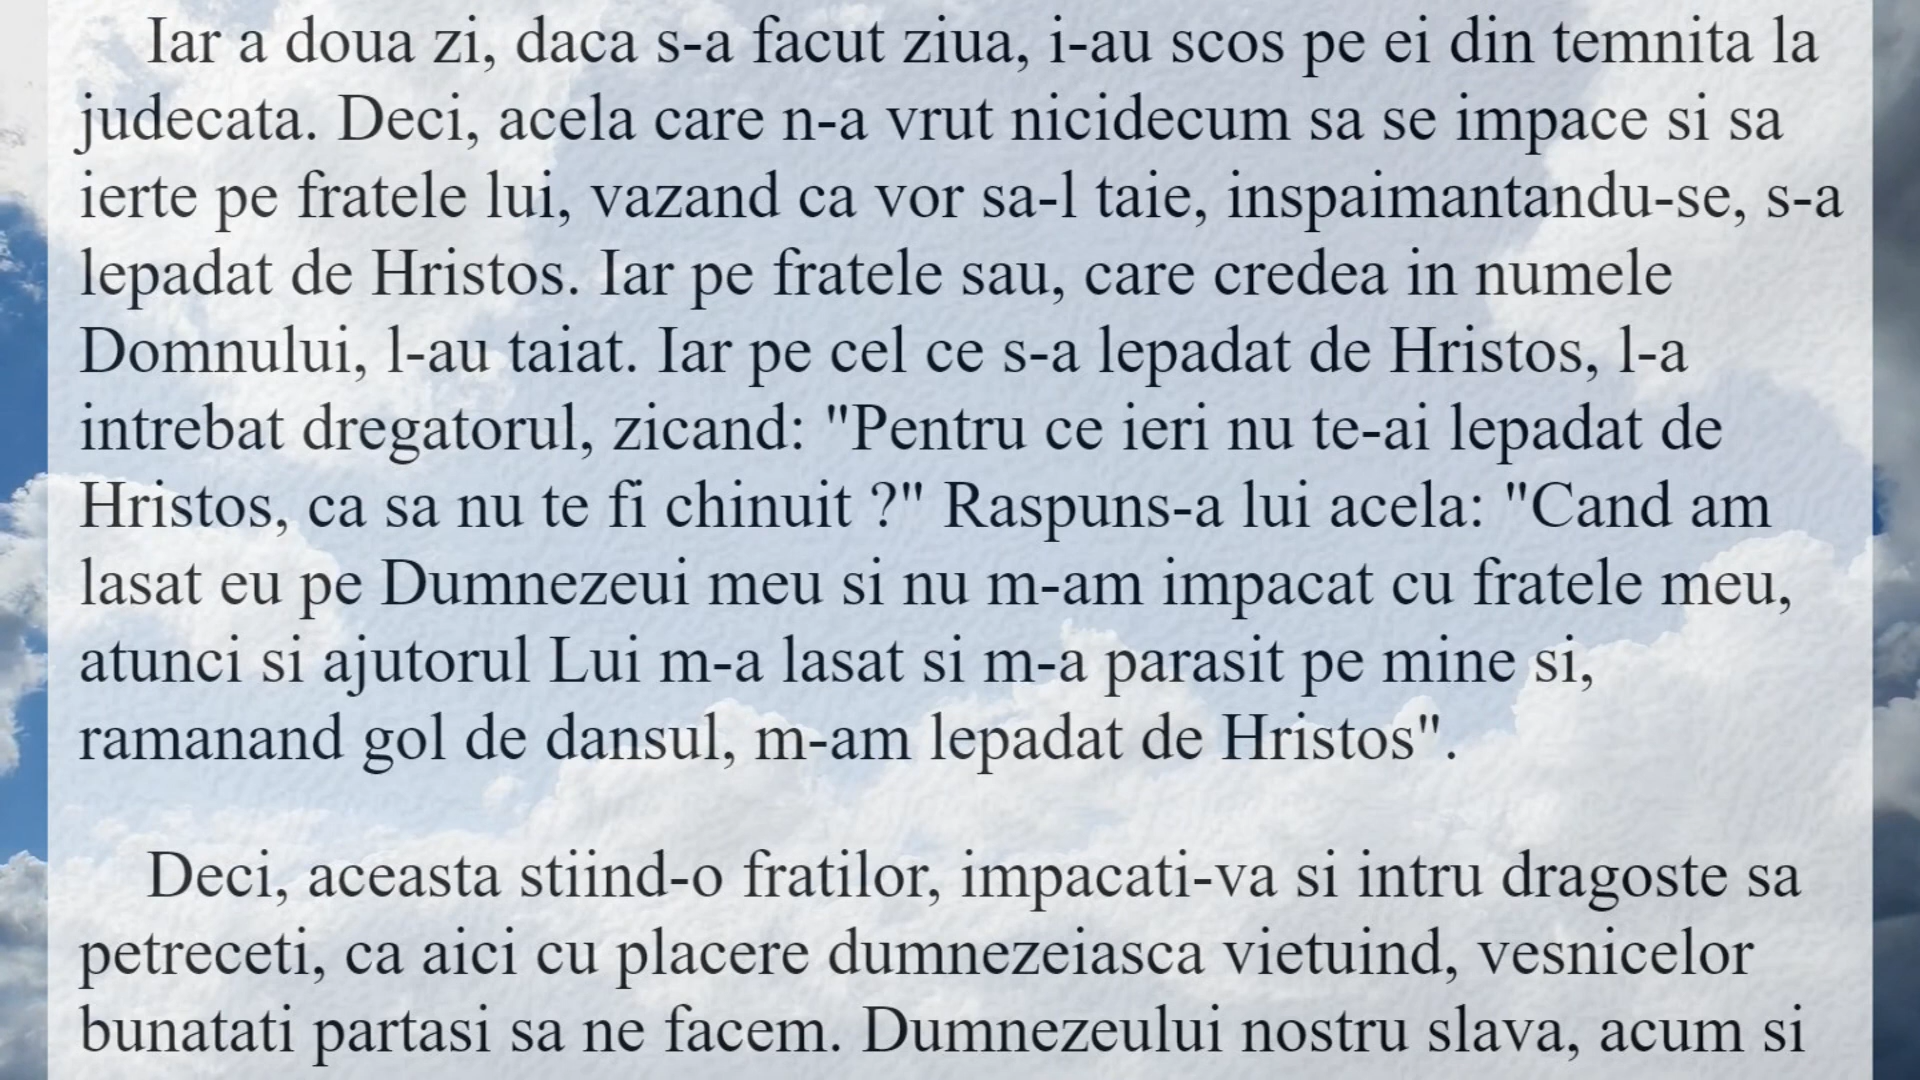 Iar a doua zi, daca s-a facut ziua, i-au scos pe ei din temnita la
judecata. Deci, acela care n-a vrut nicidecum sa se impace si sa
ierte pe fratele lui, vazand ca vor sa-l taie, inspaimantandu-se, s-a
lepadat de Hristos. Iar pe fratele sau, care credea in numele
Domnului, l-au taiat. Iar pe cel ce s-a lepadat de Hristos, l-a
intrebat dregatorul, zicand: "Pentru ce ieri nu te-ai lepadat de
Hristos, ca sa nu te fi chinuit ?" Raspuns-a lui acela: "Cand am
lasat eu pe Dumnezeui meu si nu m-am impacat cu fratele meu,
atunci si ajutorul Lui m-a lasat si m-a parasit pe mine si,
ramanand gol de dansul, m-am lepadat de Hristos".
Deci, aceasta stiind-o fratilor, impacati-va si intru dragoste sa
petreceti, ca aici cu placere dumnezeiasca vietuind, vesnicelor
bunatati partasi sa ne facem. Dumnezeului nostru slava, acum si